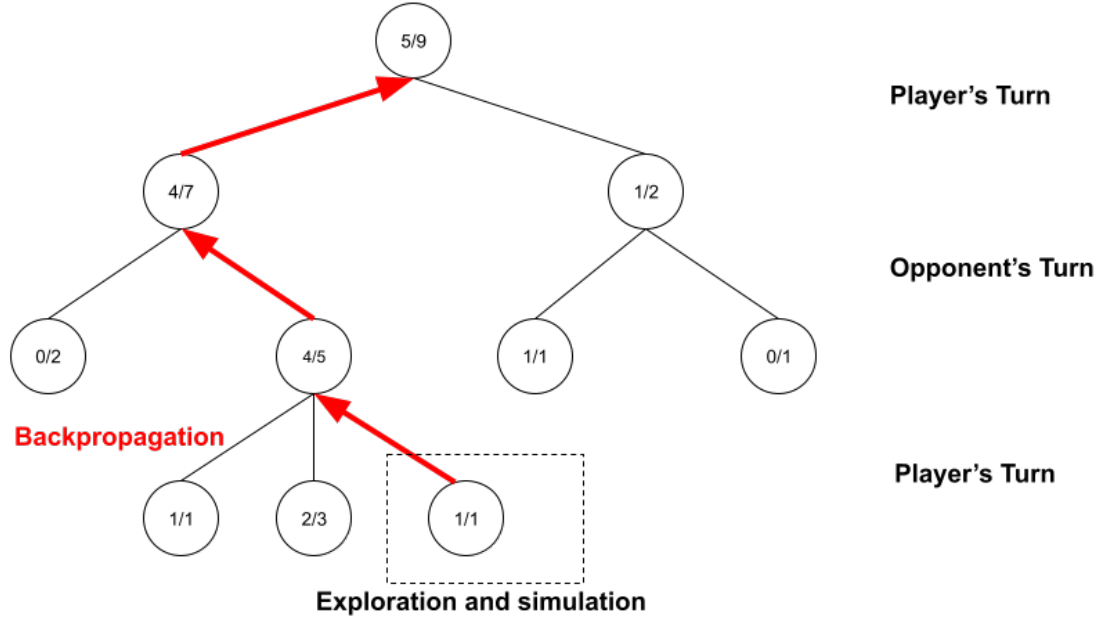 5/9
Player’s Turn
4/7
1/2
Opponent’s Turn
0/2
4/5
1/1
0/1
Backpropagation
Player’s Turn
1/1
2/3
1/1
Exploration and simulation